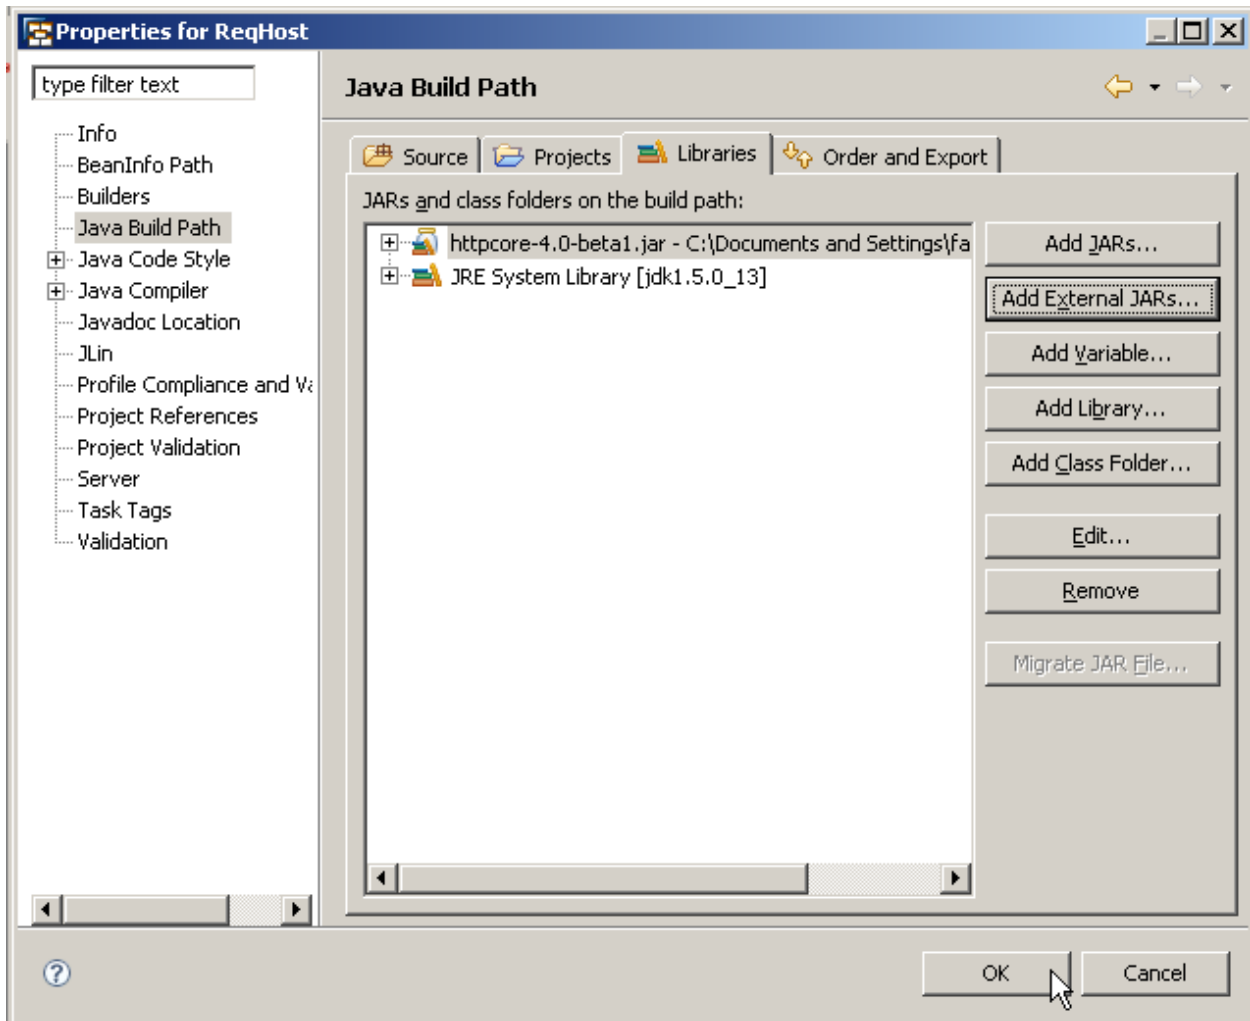 Properties for ReqHost
type filter text
Info
BeanInfo Path
Builders
Java Build Path
Java Code Style
Java Compiler
Javadoc Location
JLin
Profile Compliance and Va
Project References
Project Validation
Server
Task Tags
Validation
Java Build Path
Source
Projects
Libraries
Order and Export
JARs and class folders on the build path:
httpcore-4.0-beta1.jar - C:\Documents and Settings\fa
JRE System Library [jdk1.5.0_13]
Add JARs...
Add External JARs...
Add Variable...
Add Library...
Add Class Folder...
Edit...
Remove
Migrate JAR File...
?
OK
Cancel